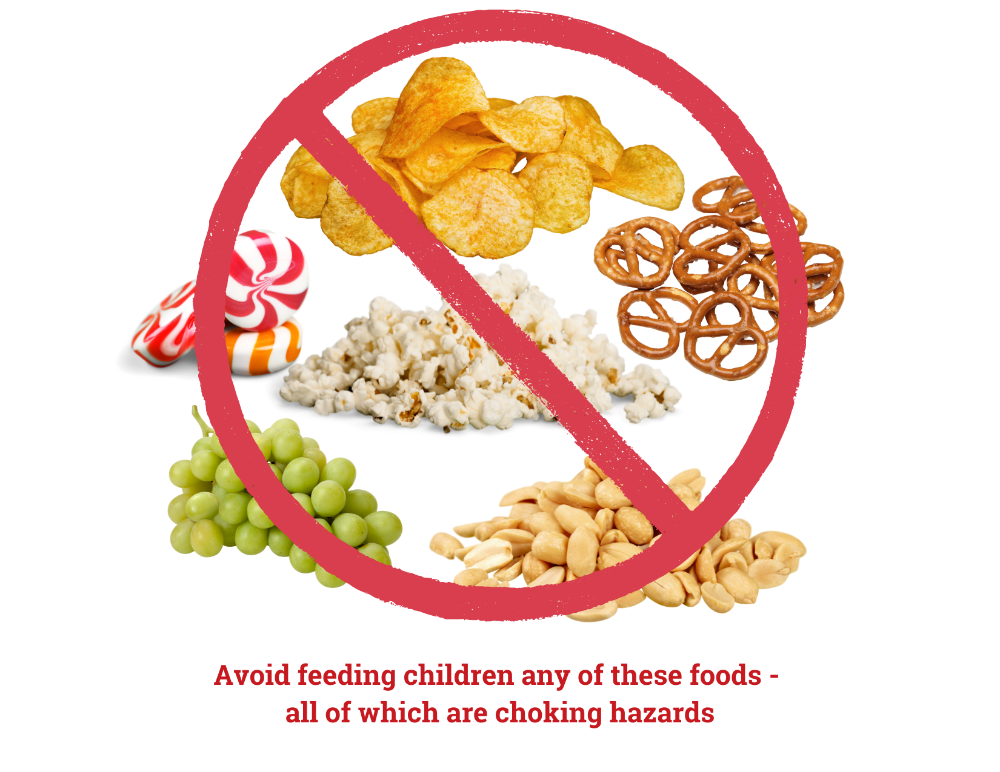 Avoid feeding children any of these foods -
all of which are choking hazards